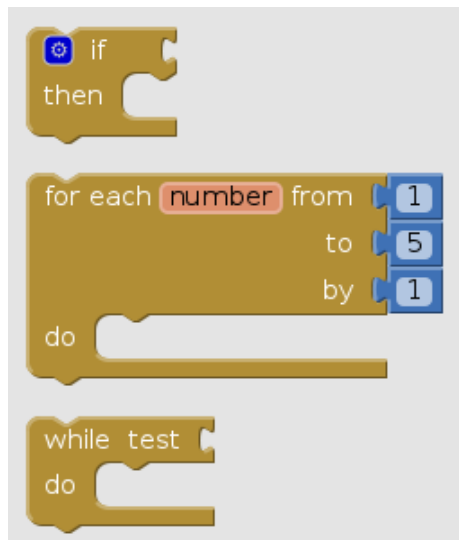 if
then
for each number from 1
to 5
by 1
do
while test
do